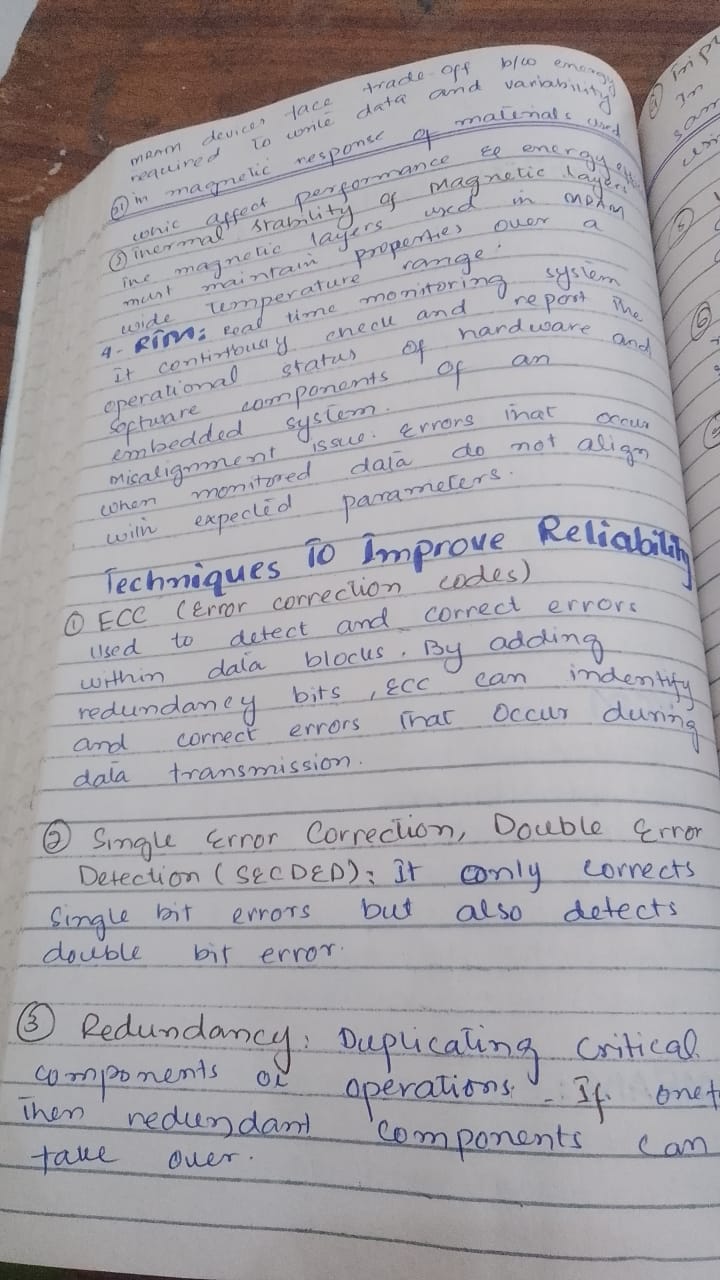 MRAM devices face trade-off b/w energy
required to write data and variability
② in magnetic response of materials used
which affect performance & energy
③ Thermal stability of Magnetic layers
The magnetic layers used in MRAM
must maintain properties over a
wide temperature range.
4- RTM: Real time monitoring system
It continously check and report the
operational status of hardware and
software components of an
embedded system.
misalignment issue: Errors that occur
when monitored data do not align
with expected parameters.
Techniques To Improve Reliability
① ECC (Error correction codes)
Used to detect and correct errors
within data blocks. By adding
redundancy bits, ECC can indentify
and correct errors that occur during
data transmission.
② Single Error Correction, Double Error
Detection (SECDED): It only corrects
Single bit errors but also detects
double bit error.
③ Redundancy: Duplicating Critical
components or operations. If one f
Then redundant components can
take over.
inp
In
sam
⑤
⑥